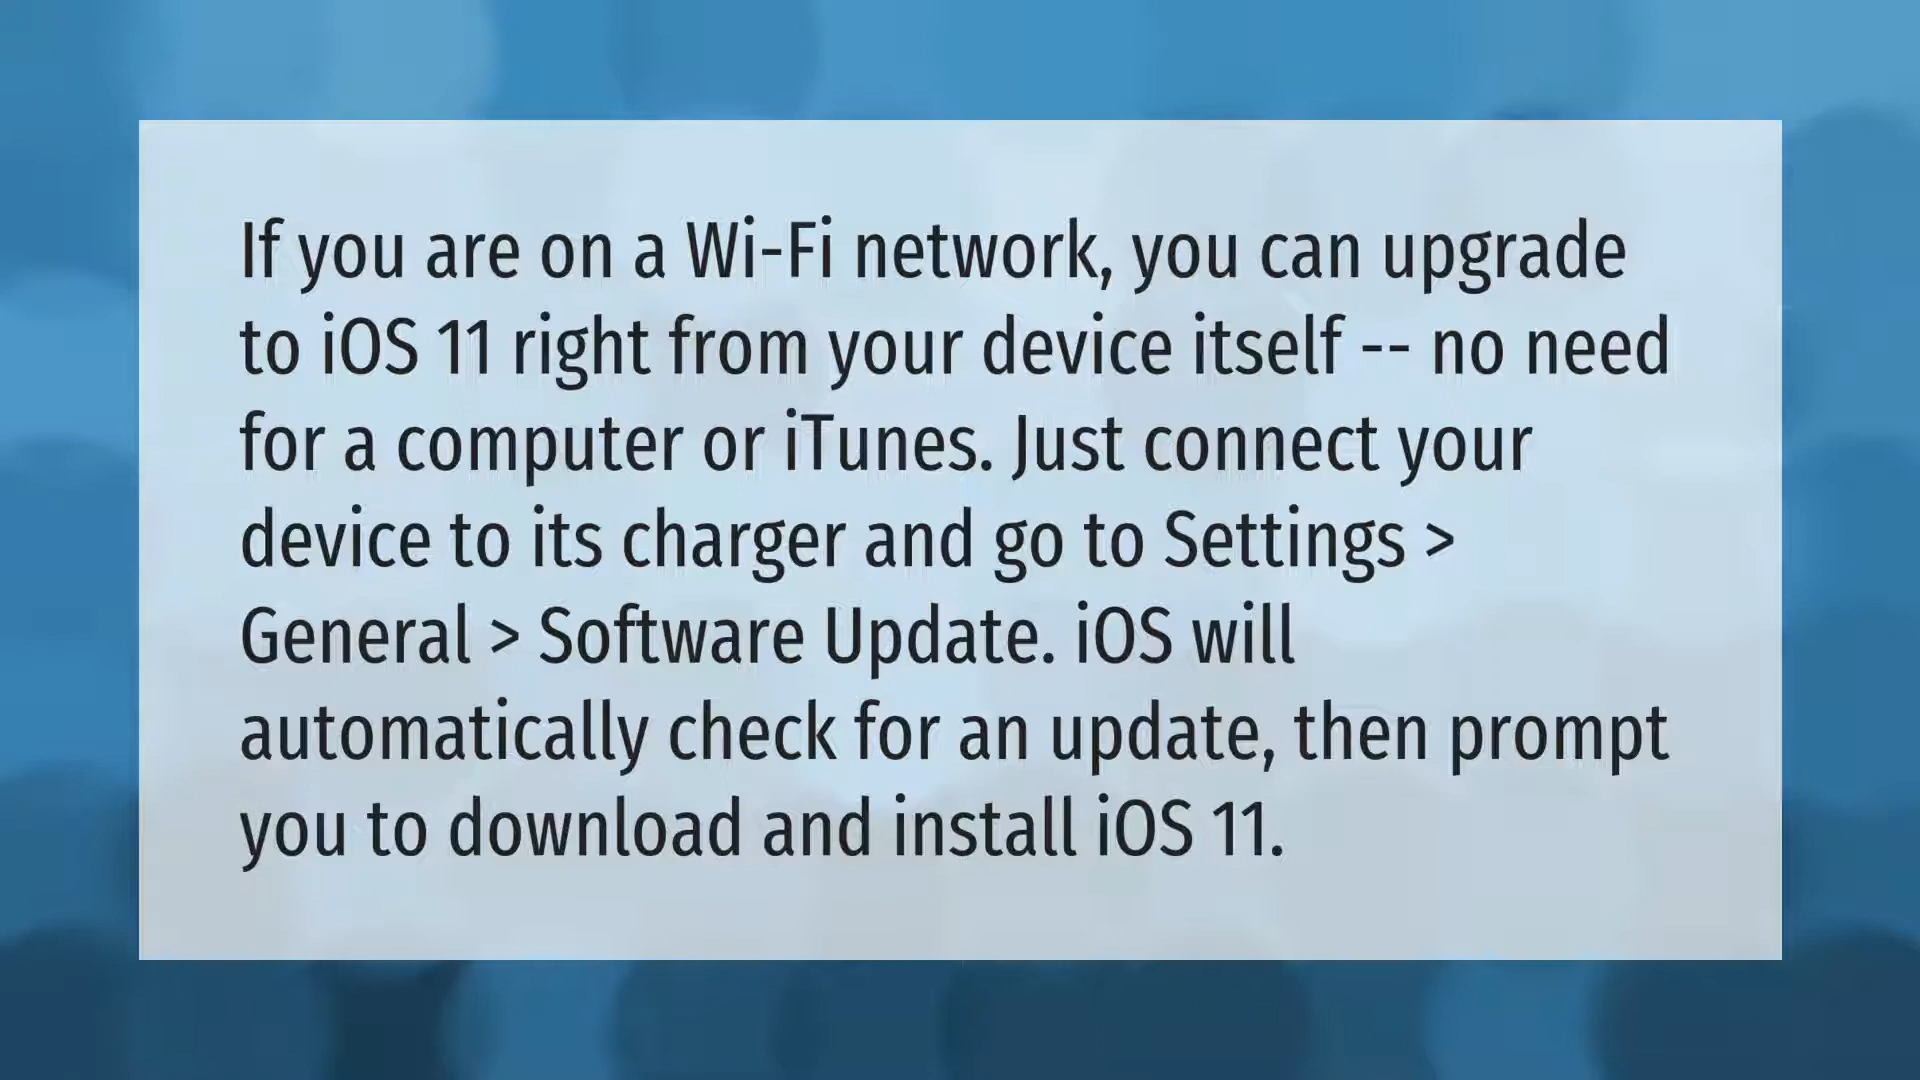 If you are on a Wi-Fi network, you can upgrade
to iOS 11 right from your device itself -- no need
for a computer or iTunes. Just connect your
device to its charger and go to Settings >
General > Software Update. iOS will
automatically check for an update, then prompt
you to download and install iOS 11.